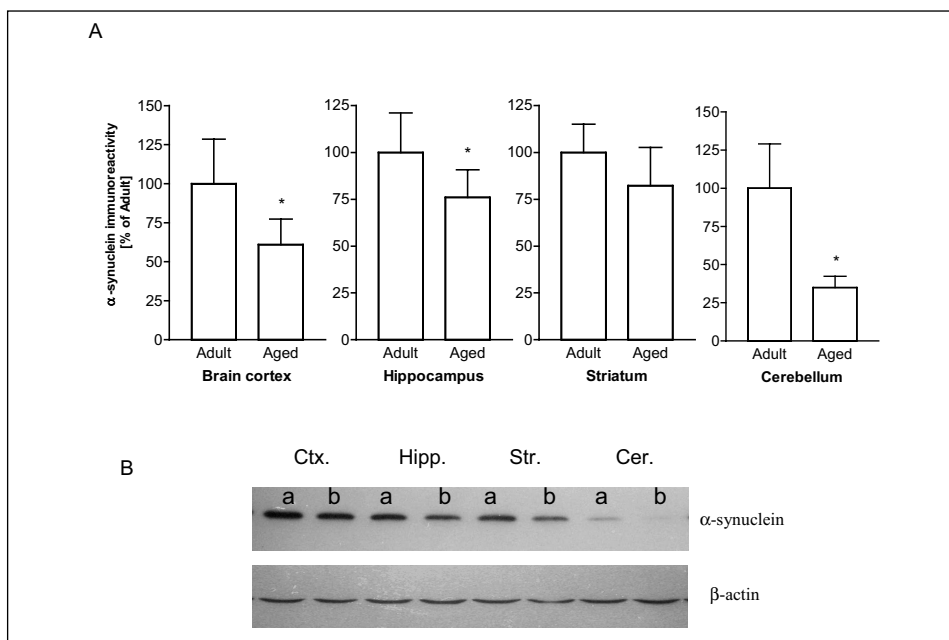 A
α-synuclein immunoreactivity
[% of Adult]
150
125
100
75
50
25
0
Adult Aged
Brain cortex
*
125
100
75
50
25
0
Adult Aged
Hippocampus
*
125
100
75
50
25
0
Adult Aged
Striatum
150
125
100
75
50
25
0
Adult Aged
Cerebellum
*
B
Ctx. Hipp. Str. Cer.
a b a b a b a b
α-synuclein
β-actin